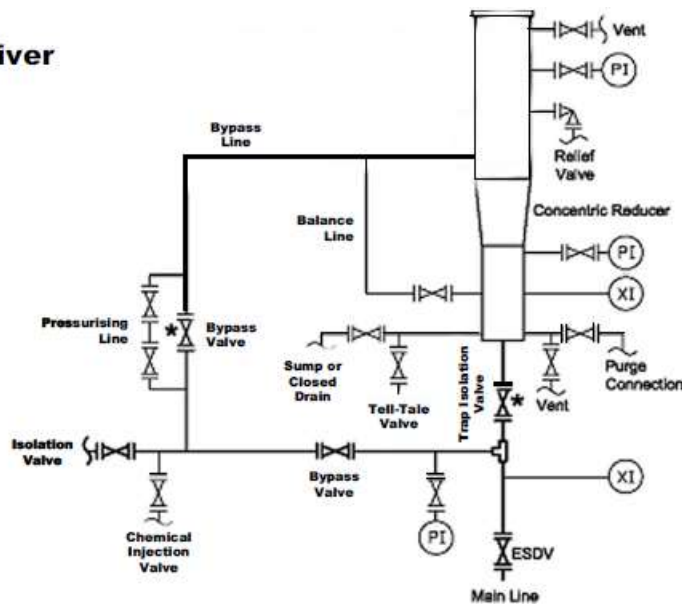 iver
Vent
PI
Relief
Valve
Bypass
Line
Concentric Reducer
Balance
Line
PI
XI
Pressurising
Line
*
Bypass
Valve
Sump or
Closed
Drain
Tell-Tale
Valve
Trap Isolation
Valve
*
Vent
Purge
Connection
Isolation
Valve
Bypass
Valve
Chemical
Injection
Valve
PI
XI
ESDV
Main Line